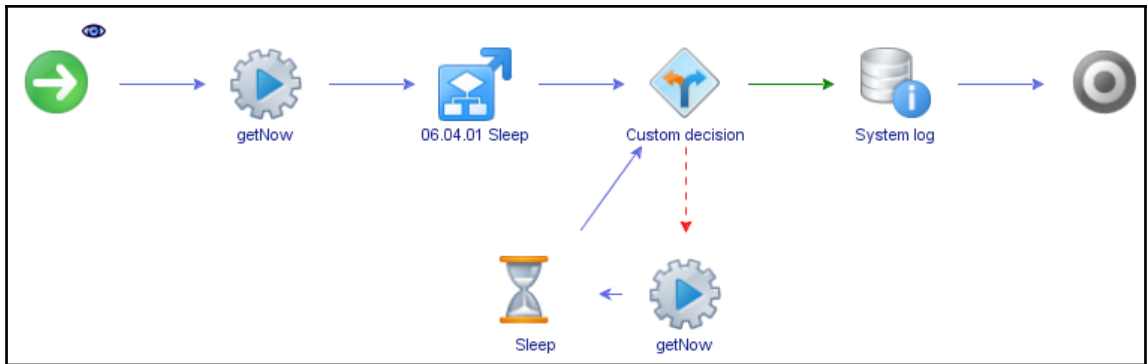 getNow
06.04.01 Sleep
Custom decision
System log
Sleep
getNow